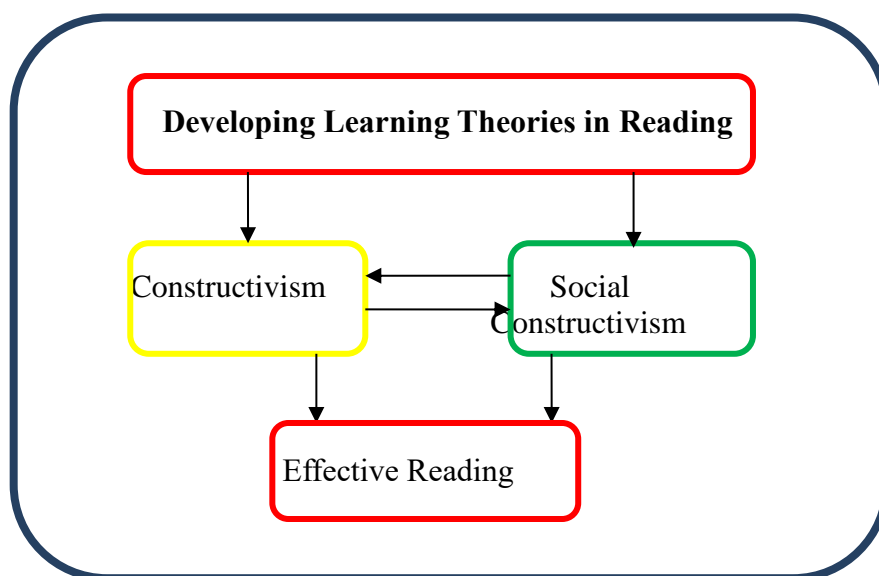 Developing Learning Theories in Reading
Constructivism
Social
Constructivism
Effective Reading